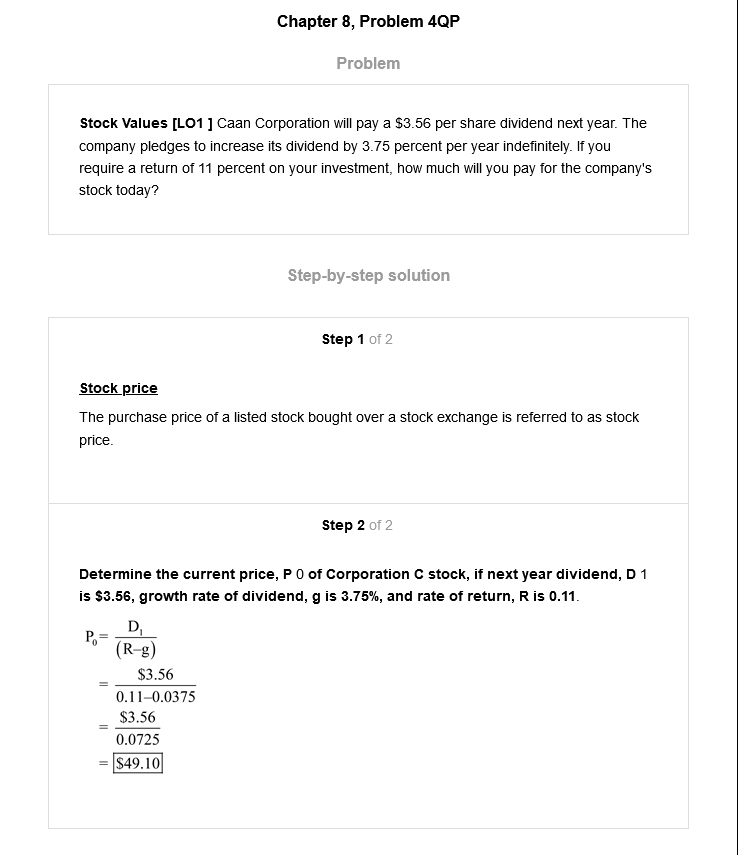 Chapter 8, Problem 4QP
Problem
Stock Values [LO1 ] Caan Corporation will pay a $3.56 per share dividend next year. The
company pledges to increase its dividend by 3.75 percent per year indefinitely. If you
require a return of 11 percent on your investment, how much will you pay for the company's
stock today?
Step-by-step solution
Step 1 of 2
Stock price
The purchase price of a listed stock bought over a stock exchange is referred to as stock
price.
Step 2 of 2
Determine the current price, P 0 of Corporation C stock, if next year dividend, D 1
is $3.56, growth rate of dividend, g is 3.75%, and rate of return, R is 0.11.
P₀= D₁
(R–g)
= $3.56
0.11–0.0375
= $3.56
0.0725
= $49.10